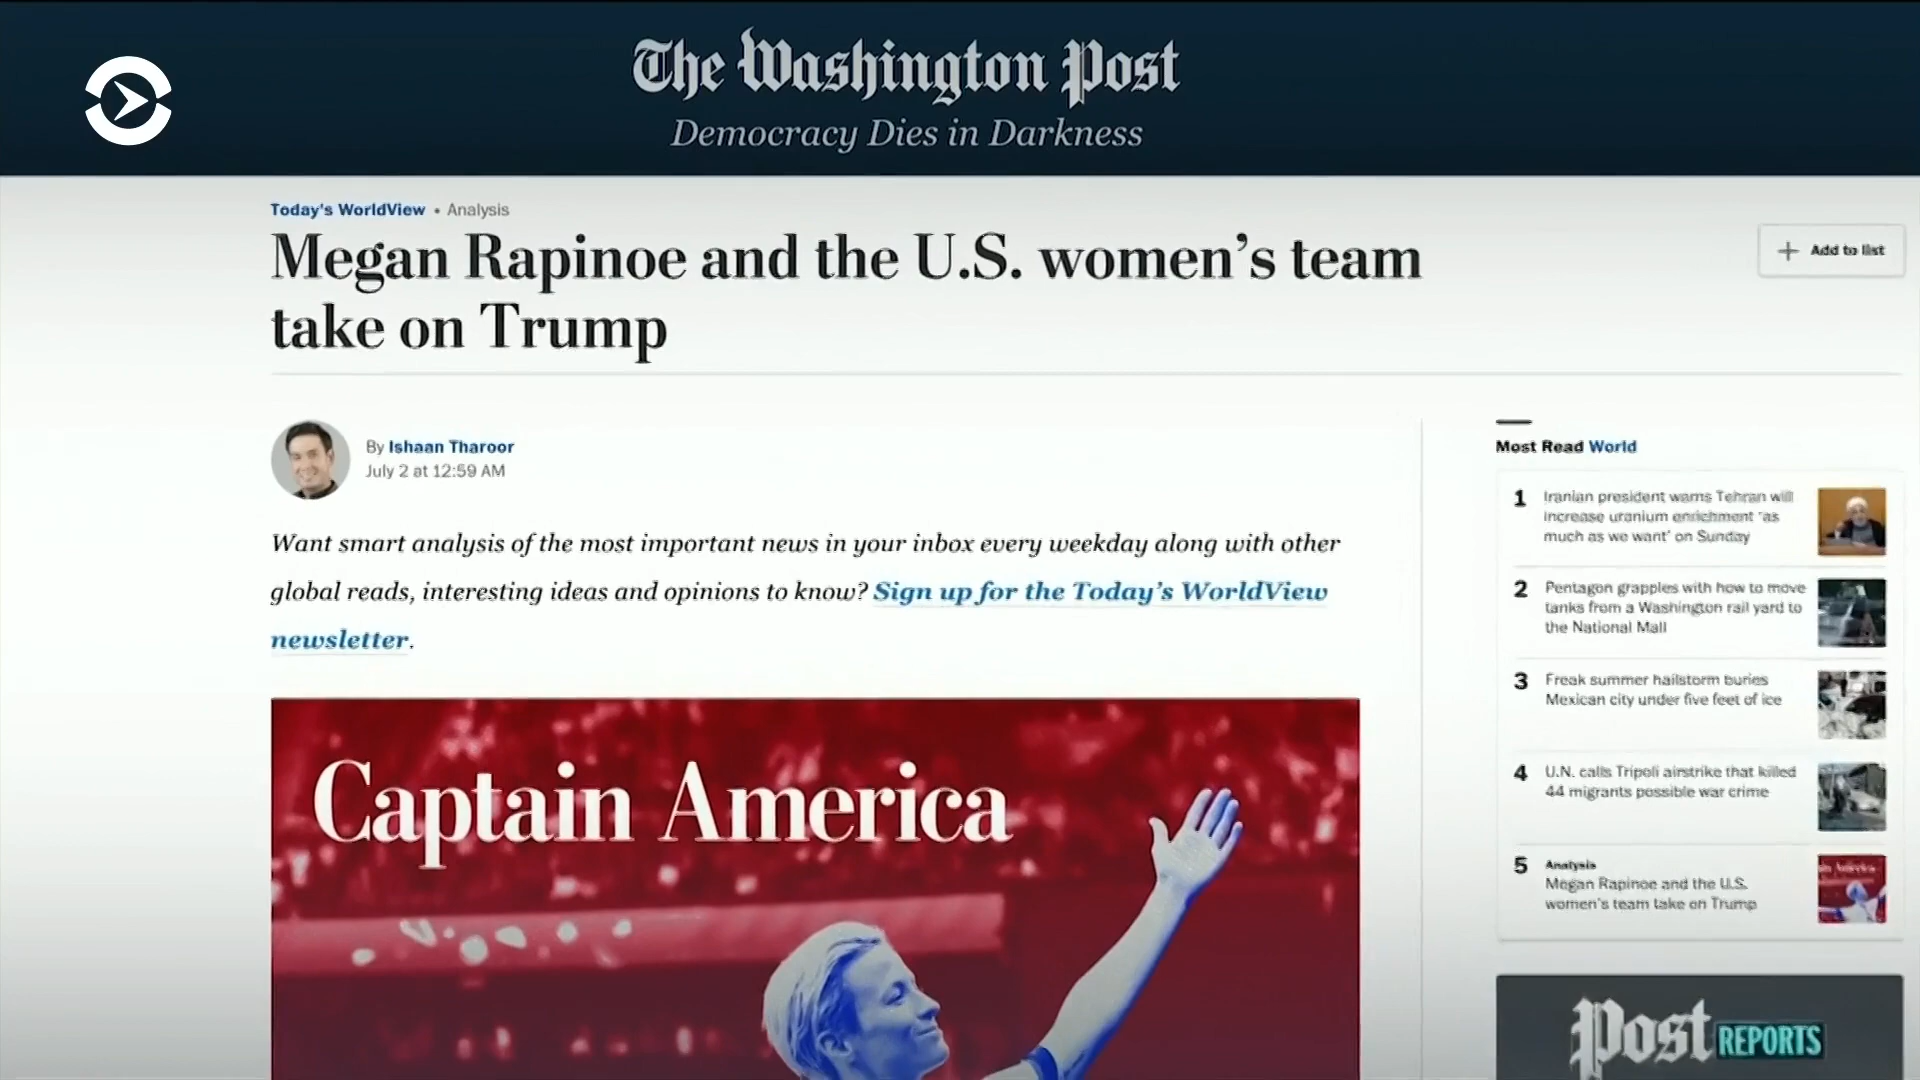 The Washington Post
Democracy Dies in Darkness
Today's WorldView • Analysis
Megan Rapinoe and the U.S. women's team
take on Trump
+ Add to list
By Ishaan Tharoor
July 2 at 12:59 AM
Want smart analysis of the most important news in your inbox every weekday along with other
global reads, interesting ideas and opinions to know? Sign up for the Today's WorldView
newsletter.
Captain America
Most Read World
1 Iranian president warns Tehran will
increase uranium enrichment 'as
much as we want' on Sunday
2 Pentagon grapples with how to move
tanks from a Washington rail yard to
the National Mall
3 Freak summer hailstorm buries
Mexican city under five feet of ice
4 U.N. calls Tripoli airstrike that killed
44 migrants possible war crime
5 Analysis
Megan Rapinoe and the U.S.
women's team take on Trump
Post REPORTS